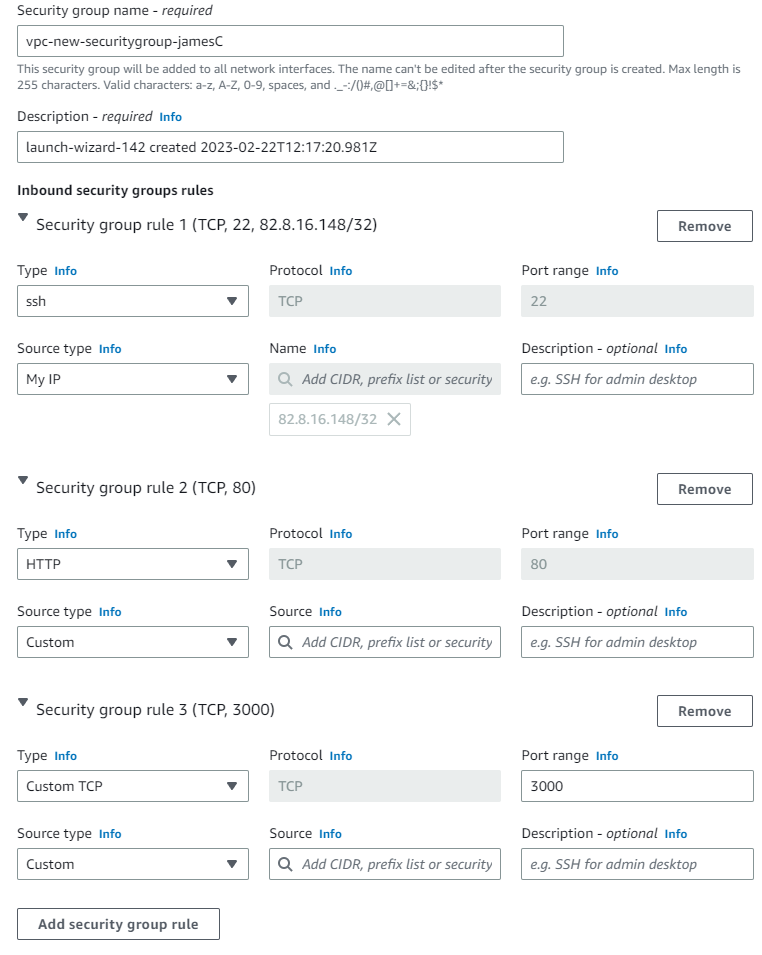 Security group name - required
vpc-new-securitygroup-jamesC
This security group will be added to all network interfaces. The name can't be edited after the security group is created. Max length is
255 characters. Valid characters: a-z, A-Z, 0-9, spaces, and ._-:/()#,@[]+=&;{}!$*
Description - required Info
launch-wizard-142 created 2023-02-22T12:17:20.981Z
Inbound security groups rules
Security group rule 1 (TCP, 22, 82.8.16.148/32)
Remove
Type Info
Protocol Info
Port range Info
ssh
TCP
22
Source type Info
Name Info
Description - optional Info
My IP
Add CIDR, prefix list or security
e.g. SSH for admin desktop
82.8.16.148/32
Security group rule 2 (TCP, 80)
Remove
Type Info
Protocol Info
Port range Info
HTTP
TCP
80
Source type Info
Source Info
Description - optional Info
Custom
Add CIDR, prefix list or security
e.g. SSH for admin desktop
Security group rule 3 (TCP, 3000)
Remove
Type Info
Protocol Info
Port range Info
Custom TCP
TCP
3000
Source type Info
Source Info
Description - optional Info
Custom
Add CIDR, prefix list or security
e.g. SSH for admin desktop
Add security group rule